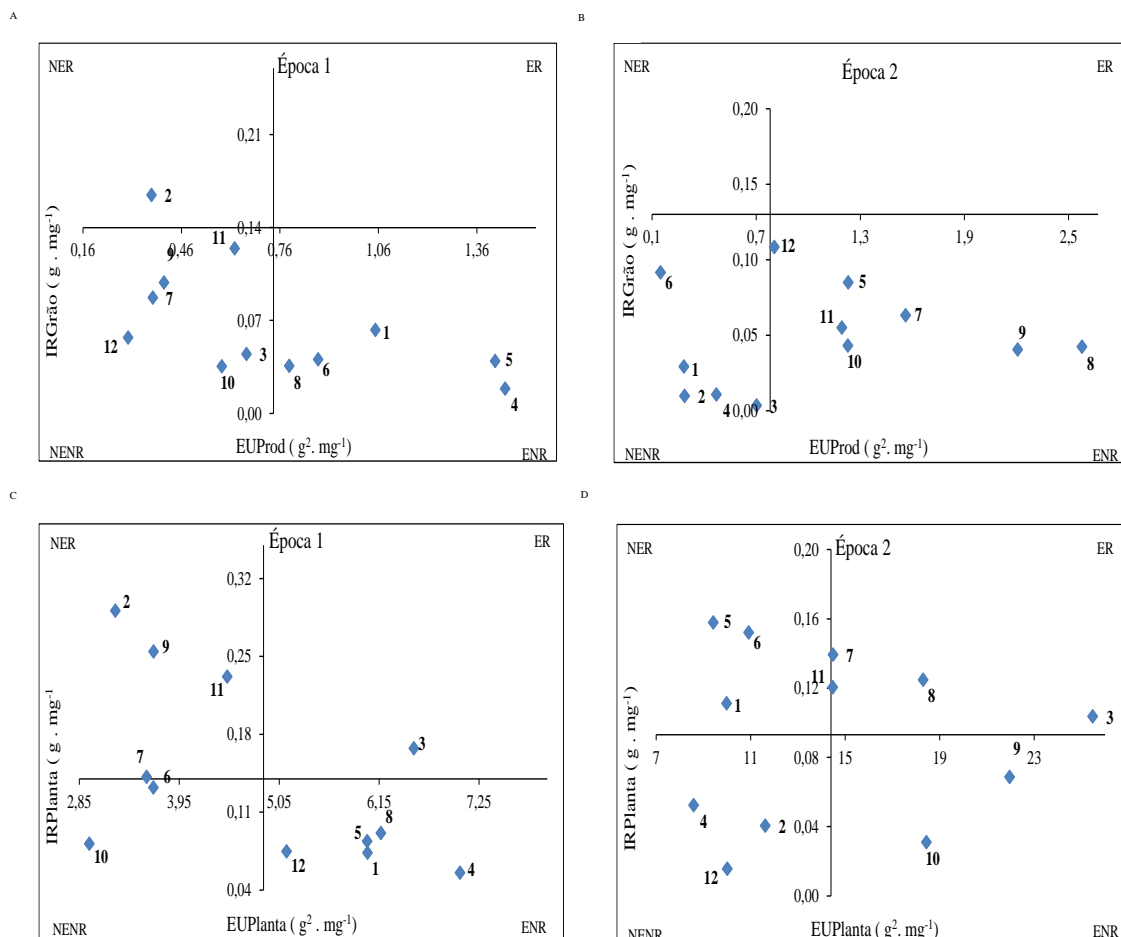 A
B
NER Época 1 ER
0,21
2
0,14
0,16 0,46 0,76 1,06 1,36
11
9
7
0,07
1
12
3
10 8 6 5
4
0,00
IRGrão ( g . mg⁻¹)
EUProd ( g². mg⁻¹)
NENR ENR
NER Época 2 ER
0,20
0,15
0,1 0,7 1,3 1,9 2,5
12
0,10
6
5
7
11
0,05
10 9 8
1
2 4 3
0,00
IRGrão ( g . mg⁻¹)
EUProd ( g². mg⁻¹)
NENR ENR
C
D
NER Época 1 ER
0,32
2
9
0,25
11
0,18
3
7
6
2,85 3,95 5,05 6,15 7,25
0,11
8
5
10 12 1 4
0,04
IRPlanta ( g . mg⁻¹
EUPlanta ( g² . mg⁻¹)
NENR ENR
NER Época 2 ER
0,20
0,16
5
6
7
0,12
11 8
1
3
7 11 15 19 23
9
0,08
4
2
0,04
10
12
0,00
IRPlanta ( g . mg⁻¹)
EUPlanta ( g². mg⁻¹)
NENR ENR